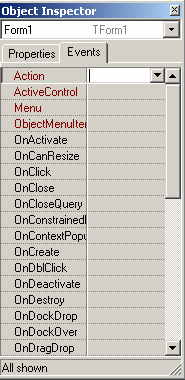 Object Inspector
Form1 TForm1
Properties Events
Action
ActiveControl
Menu
ObjectMenuIter
OnActivate
OnCanResize
OnClick
OnClose
OnCloseQuery
OnConstrainedI
OnContextPopu
OnCreate
OnDblClick
OnDeactivate
OnDestroy
OnDockDrop
OnDockOver
OnDragDrop
All shown